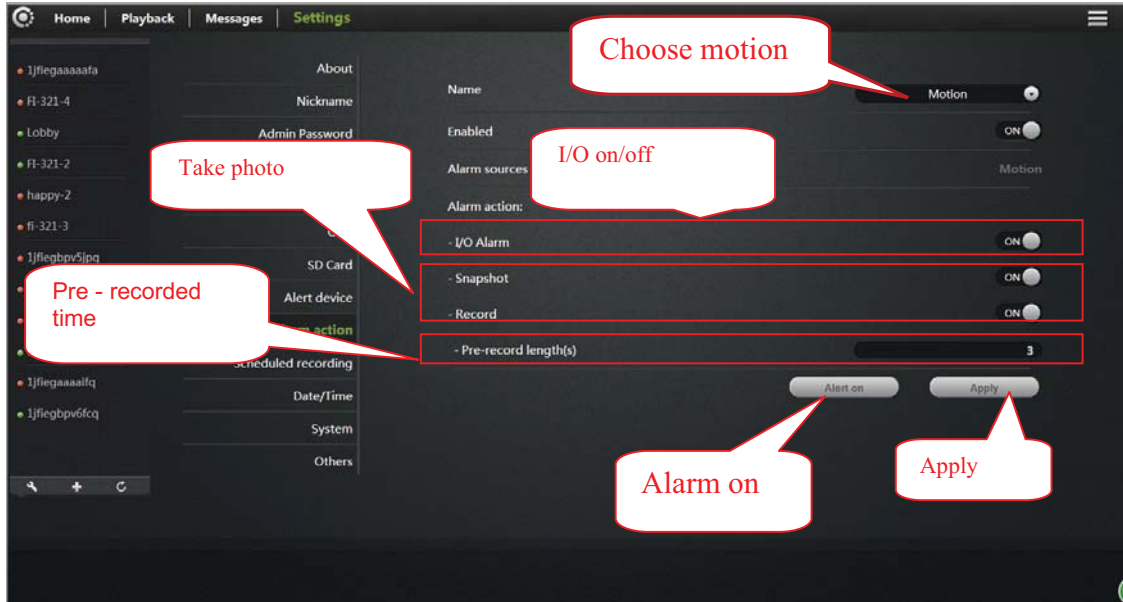 Home Playback Messages Settings
1jfiegaaaaafa
FI-321-4
Lobby
FI-321-2
happy-2
fi-321-3
1jfiegbpv5jpq
1jfiegaaaalfq
1jfiegbpv6fcq
About
Nickname
Admin Password
SD Card
Alert device
action
Scheduled recording
Date/Time
System
Others
Choose motion
Name Motion
Enabled ON
I/O on/off
Take photo
Alarm sources Motion
Alarm action:
- I/O Alarm ON
- Snapshot ON
- Record ON
Pre - recorded
time
- Pre-record length(s) 3
Alert on Apply
Alarm on
Apply